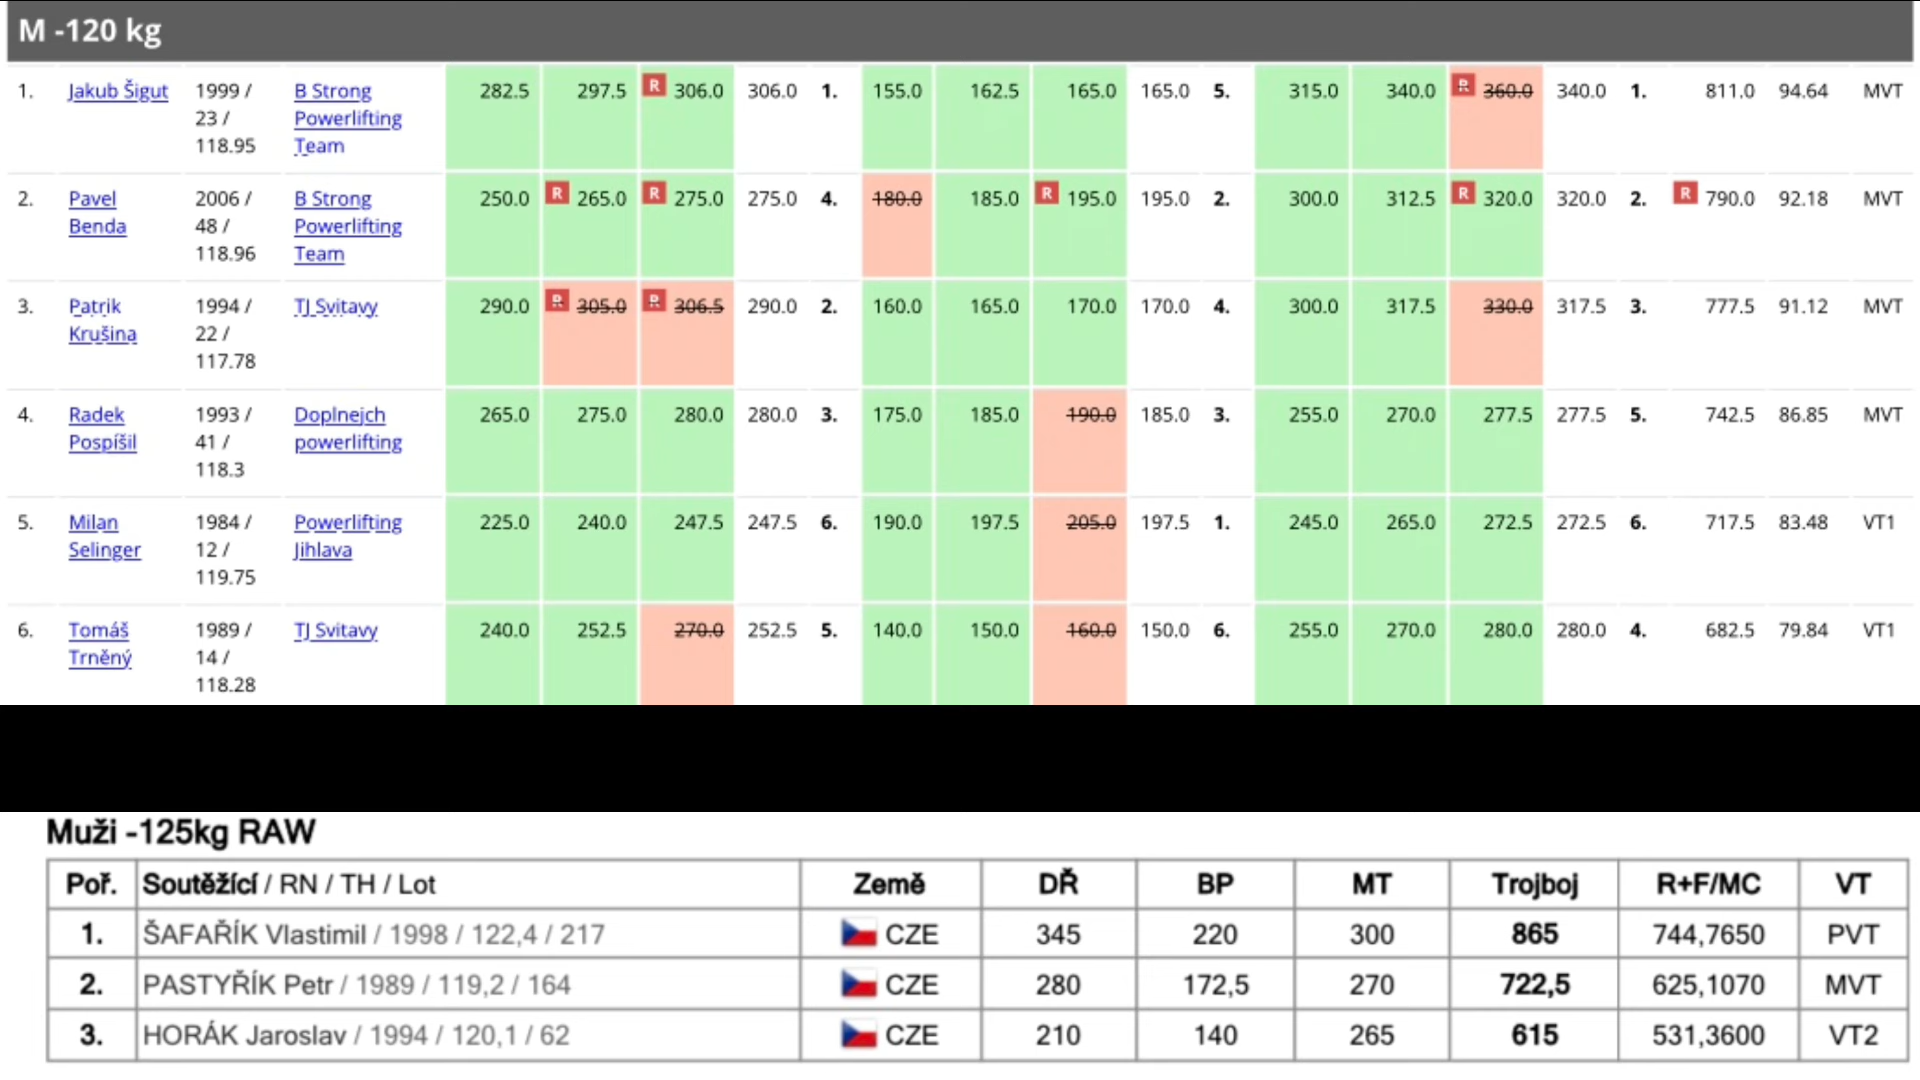 M -120 kg
1. Jakub Šigut 1999 / B Strong 282.5 297.5 R 306.0 306.0 1. 155.0 162.5 165.0 165.0 5. 315.0 340.0 R 360.0 340.0 1. 811.0 94.64 MVT
23 / Powerlifting
118.95 Team
2. Pavel 2006 / B Strong 250.0 R 265.0 R 275.0 275.0 4. 180.0 185.0 R 195.0 195.0 2. 300.0 312.5 R 320.0 320.0 2. R 790.0 92.18 MVT
Benda 48 / Powerlifting
118.96 Team
3. Patrik 1994 / TJ Svitavy 290.0 R 305.0 R 306.5 290.0 2. 160.0 165.0 170.0 170.0 4. 300.0 317.5 330.0 317.5 3. 777.5 91.12 MVT
Krušina 22 /
117.78
4. Radek 1993 / Doplnejch 265.0 275.0 280.0 280.0 3. 175.0 185.0 190.0 185.0 3. 255.0 270.0 277.5 277.5 5. 742.5 86.85 MVT
Pospíšil 41 / powerlifting
118.3
5. Milan 1984 / Powerlifting 225.0 240.0 247.5 247.5 6. 190.0 197.5 205.0 197.5 1. 245.0 265.0 272.5 272.5 6. 717.5 83.48 VT1
Selinger 12 / Jihlava
119.75
6. Tomáš 1989 / TJ Svitavy 240.0 252.5 270.0 252.5 5. 140.0 150.0 160.0 150.0 6. 255.0 270.0 280.0 280.0 4. 682.5 79.84 VT1
Trněný 14 /
118.28
Muži -125kg RAW
Poř. Soutěžící / RN / TH / Lot Země DŘ BP MT Trojboj R+F/MC VT
1. ŠAFAŘÍK Vlastimil / 1998 / 122,4 / 217 CZE 345 220 300 865 744,7650 PVT
2. PASTYŘÍK Petr / 1989 / 119,2 / 164 CZE 280 172,5 270 722,5 625,1070 MVT
3. HORÁK Jaroslav / 1994 / 120,1 / 62 CZE 210 140 265 615 531,3600 VT2